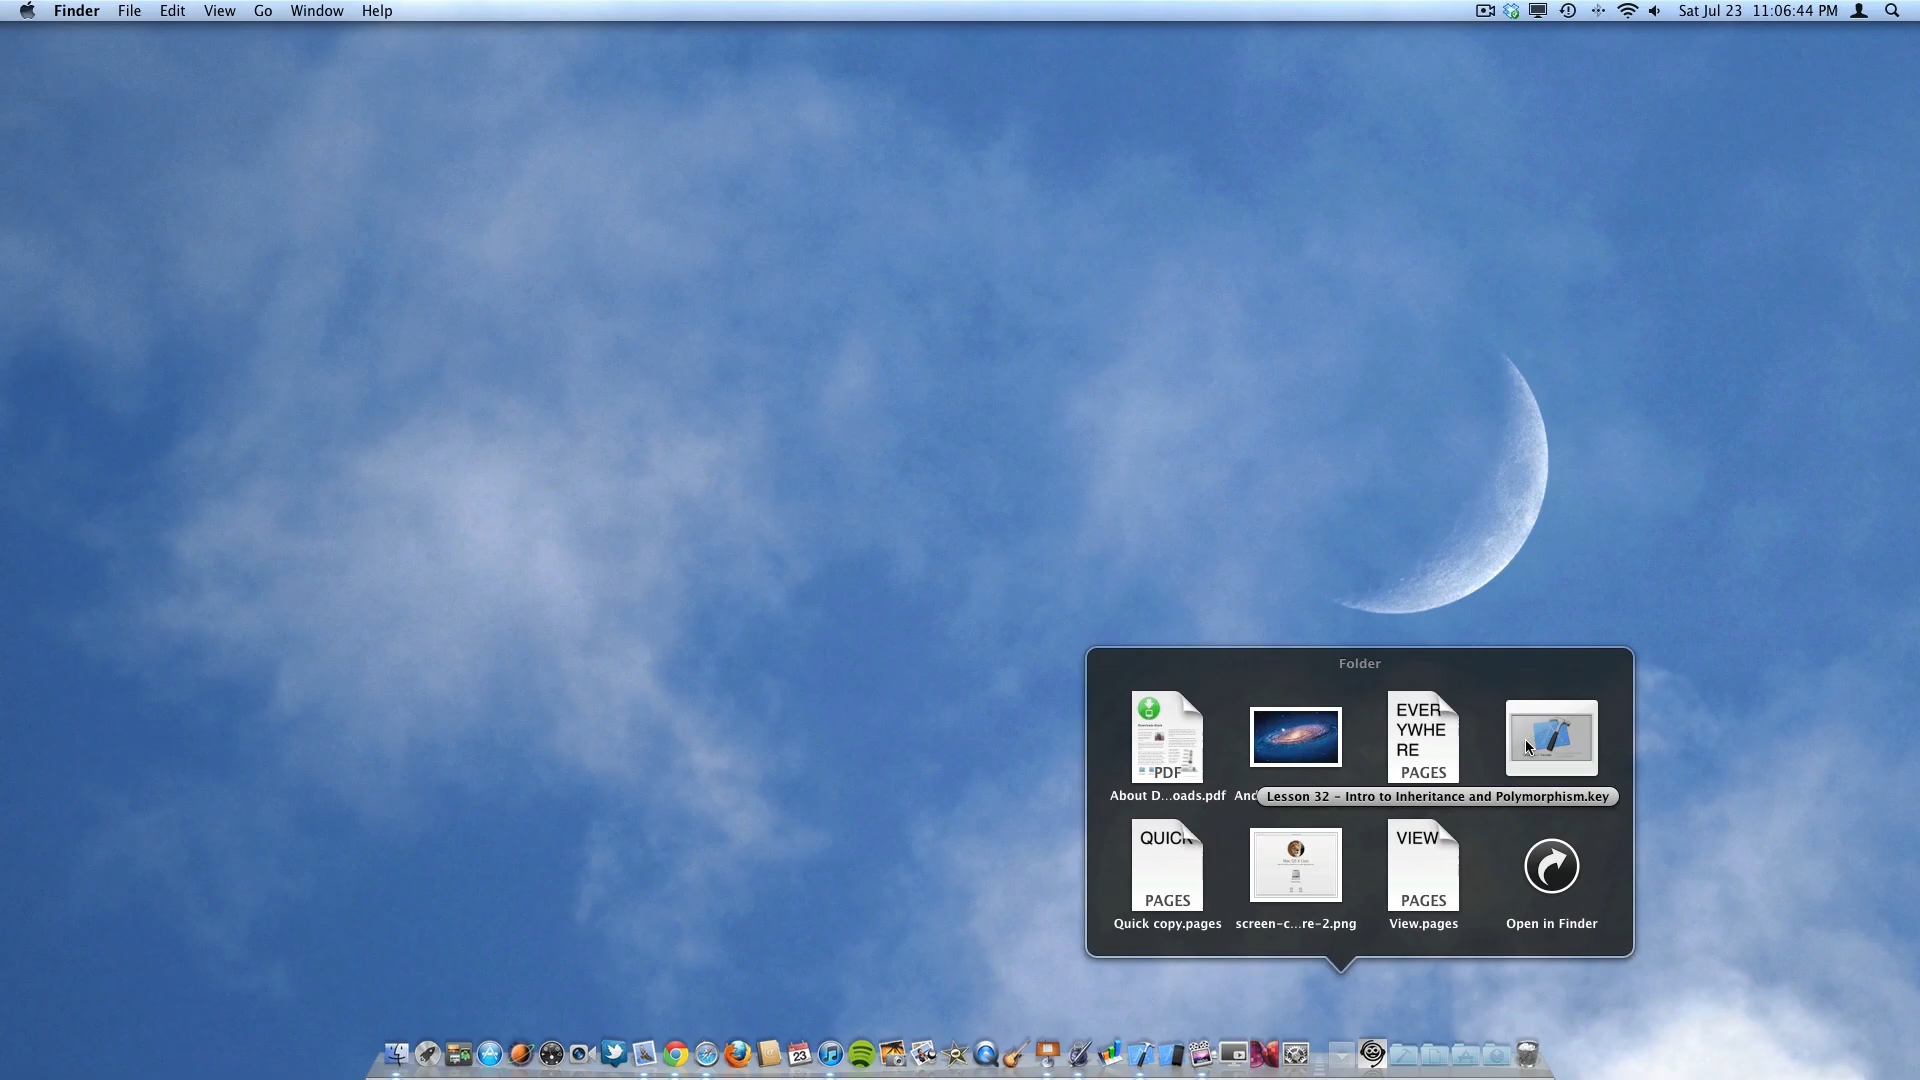 Finder File Edit View Go Window Help
Sat Jul 23 11:06:44 PM
Folder
PDF
EVER
YWHE
RE
PAGES
About D...oads.pdf
And
Lesson 32 - Intro to Inheritance and Polymorphism.key
QUICK
PAGES
VIEW
PAGES
Quick copy.pages
screen-c...re-2.png
View.pages
Open in Finder
23